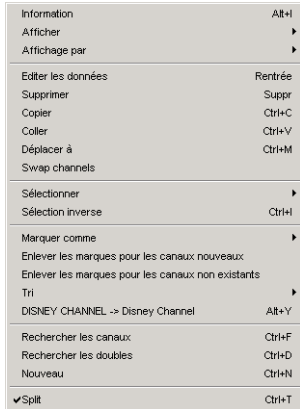 Information Alt+I
Afficher
Affichage par
Editer les données Rentrée
Supprimer Suppr
Copier Ctrl+C
Coller Ctrl+V
Déplacer à Ctrl+M
Swap channels
Sélectionner
Sélection inverse Ctrl+I
Marquer comme
Enlever les marques pour les canaux nouveaux
Enlever les marques pour les canaux non existants
Tri
DISNEY CHANNEL -> Disney Channel Alt+Y
Rechercher les canaux Ctrl+F
Rechercher les doubles Ctrl+D
Nouveau Ctrl+N
Split Ctrl+T